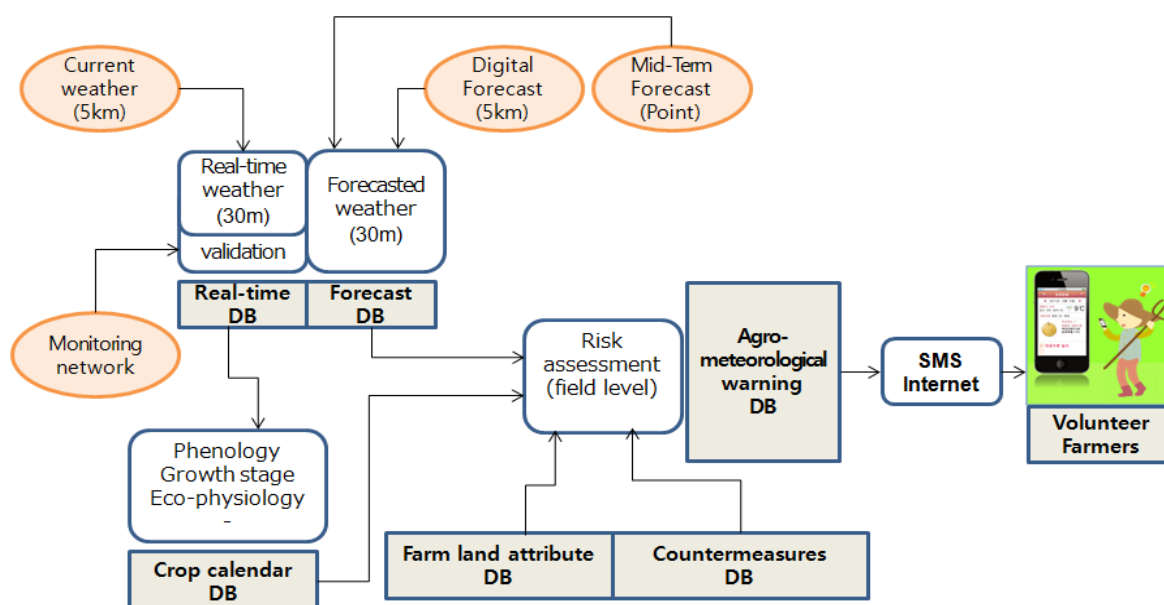 Current
weather
(5km)
Digital
Forecast
(5km)
Mid-Term
Forecast
(Point)
Real-time
weather
(30m)
validation
Forecasted
weather
(30m)
Real-time
DB
Forecast
DB
Monitoring
network
Risk
assessment
(field level)
Agro-
meteorological
warning
DB
SMS
Internet
9℃
Volunteer
Farmers
Phenology
Growth stage
Eco-physiology
-
Crop calendar
DB
Farm land attribute
DB
Countermeasures
DB